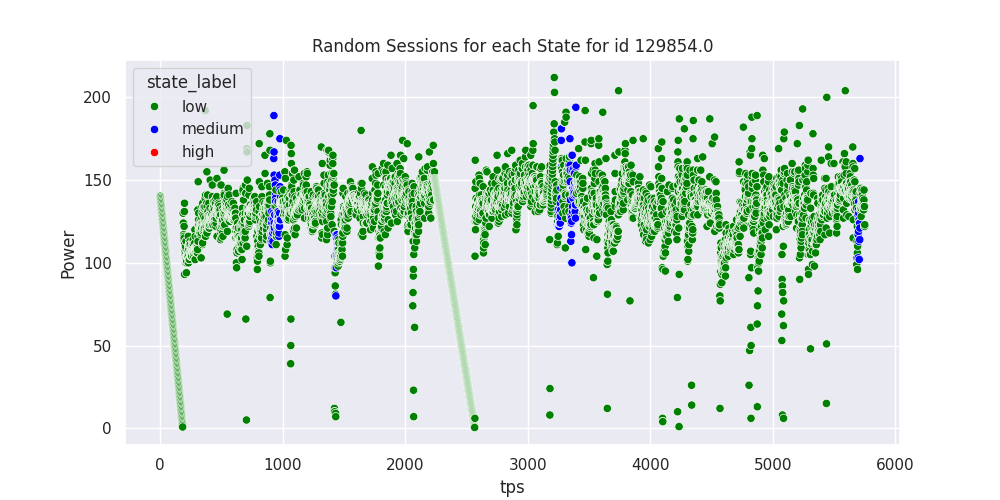 Random Sessions for each State for id 129854.0
state_label
low
medium
high
Power
200
150
100
50
0
0 1000 2000 3000 4000 5000 6000
tps